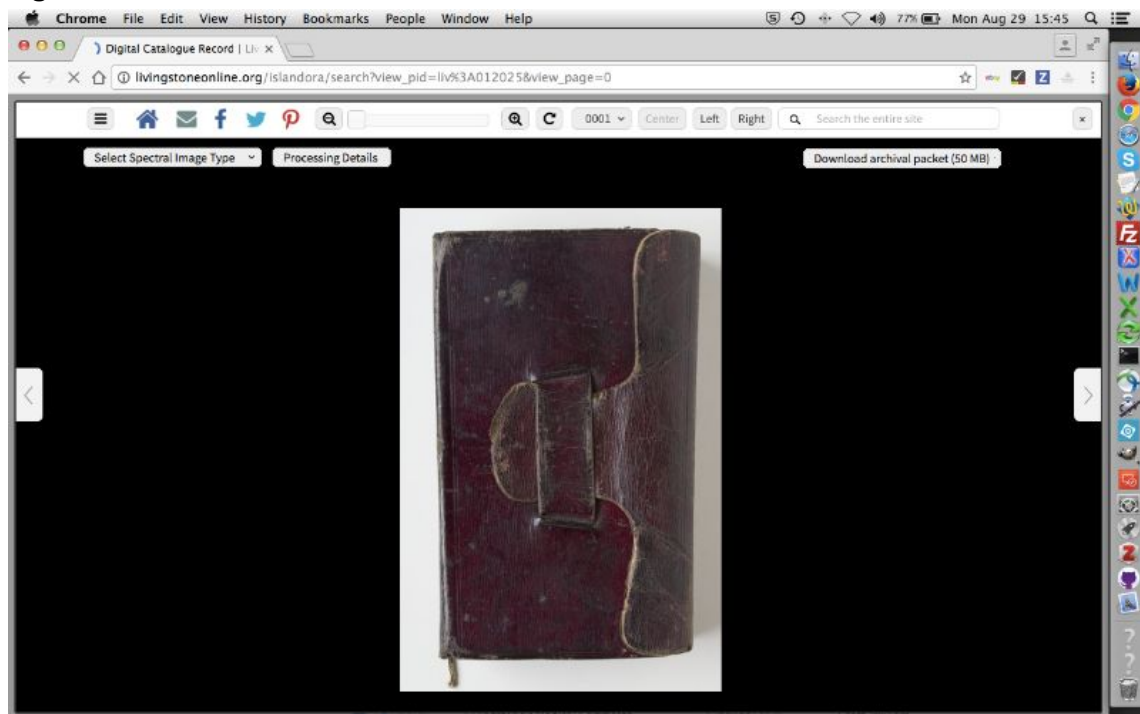 Chrome File Edit View History Bookmarks People Window Help 77% Mon Aug 29 15:45
Digital Catalogue Record | Liv
livingstoneonline.org/islandora/search?view_pid=liv%3A012025&view_page=0
0001 Center Left Right Search the entire site
Select Spectral Image Type Processing Details Download archival packet (50 MB)